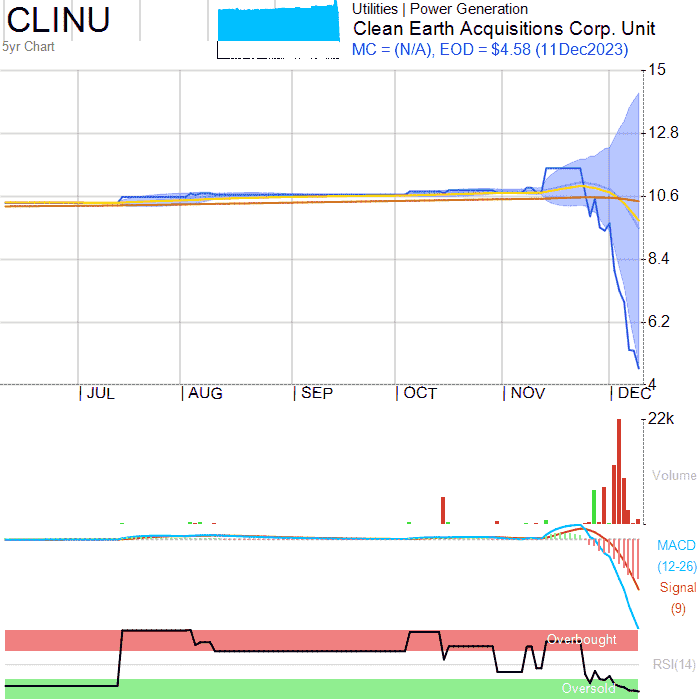 CLINU
Utilities | Power Generation
Clean Earth Acquisitions Corp. Unit
5yr Chart
MC = (N/A), EOD = $4.58 (11Dec2023)
15
12.8
10.6
8.4
6.2
4
| JUL | AUG | SEP | OCT | NOV | DEC
22k
Volume
MACD
(12-26)
Signal
(9)
Overbought
RSI(14)
Oversold